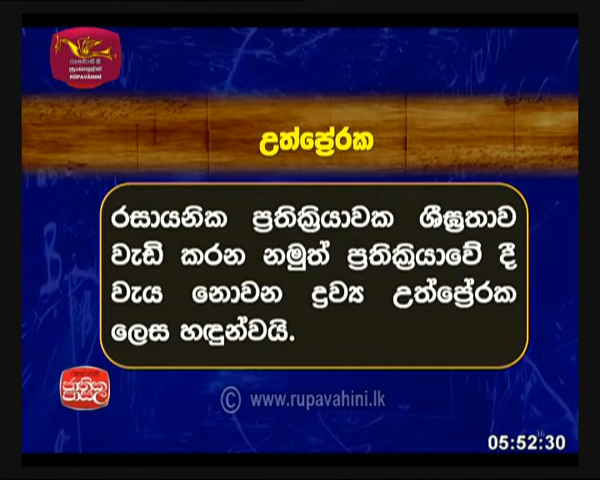 RUPAVAHINI
උත්ප්‍රේරක
රසායනික ප්‍රතික්‍රියාවක ශීඝ්‍රතාව
වැඩි කරන නමුත් ප්‍රතික්‍රියාවේ දී
වැය නොවන ද්‍රව්‍ය උත්ප්‍රේරක
ලෙස හඳුන්වයි.
ජාතික
පාසල
© www.rupavahini.lk
05:52:30